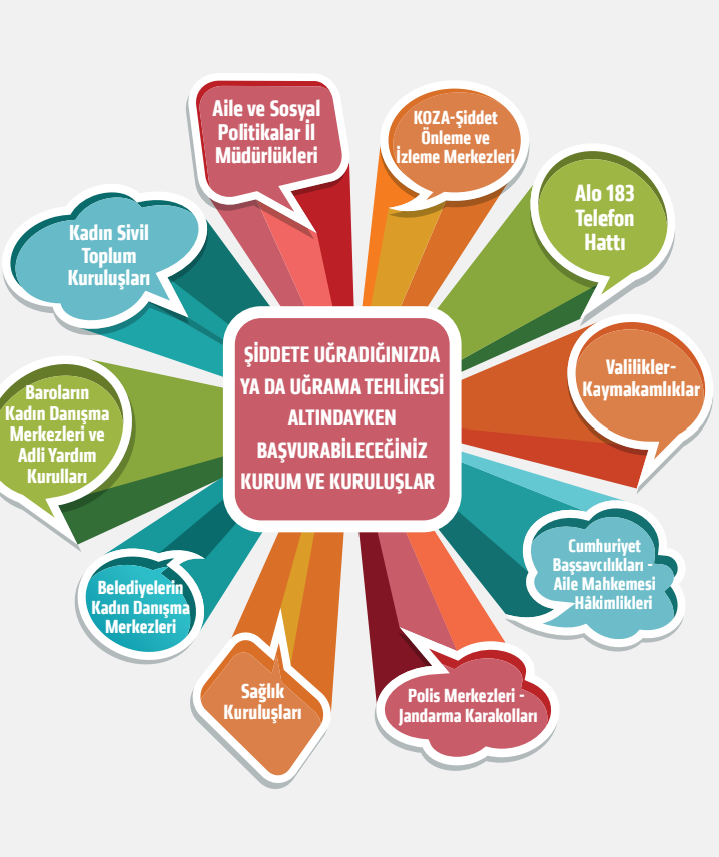 Aile ve Sosyal
Politikalar İl
Müdürlükleri
KOZA-Şiddet
Önleme ve
İzleme Merkezleri
Alo 183
Telefon
Hattı
Kadın Sivil
Toplum
Kuruluşları
ŞİDDETE UĞRADIĞINIZDA
YA DA UĞRAMA TEHLİKESİ
ALTINDAYKEN
BAŞVURABİLECEĞİNİZ
KURUM VE KURULUŞLAR
Valilikler-
Kaymakamlıklar
Baroların
Kadın Danışma
Merkezleri ve
Adli Yardım
Kurulları
Cumhuriyet
Başsavcılıkları -
Aile Mahkemesi
Hâkimlikleri
Belediyelerin
Kadın Danışma
Merkezleri
Sağlık
Kuruluşları
Polis Merkezleri -
Jandarma Karakolları